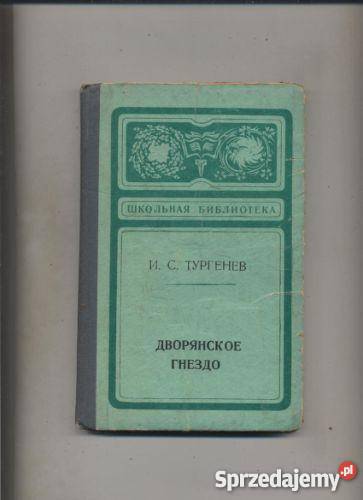 ШКОЛЬНАЯ БИБЛИОТЕКА
И. С. ТУРГЕНЕВ
ДВОРЯНСКОЕ
ГНЕЗДО
Sprzedajemy.pl